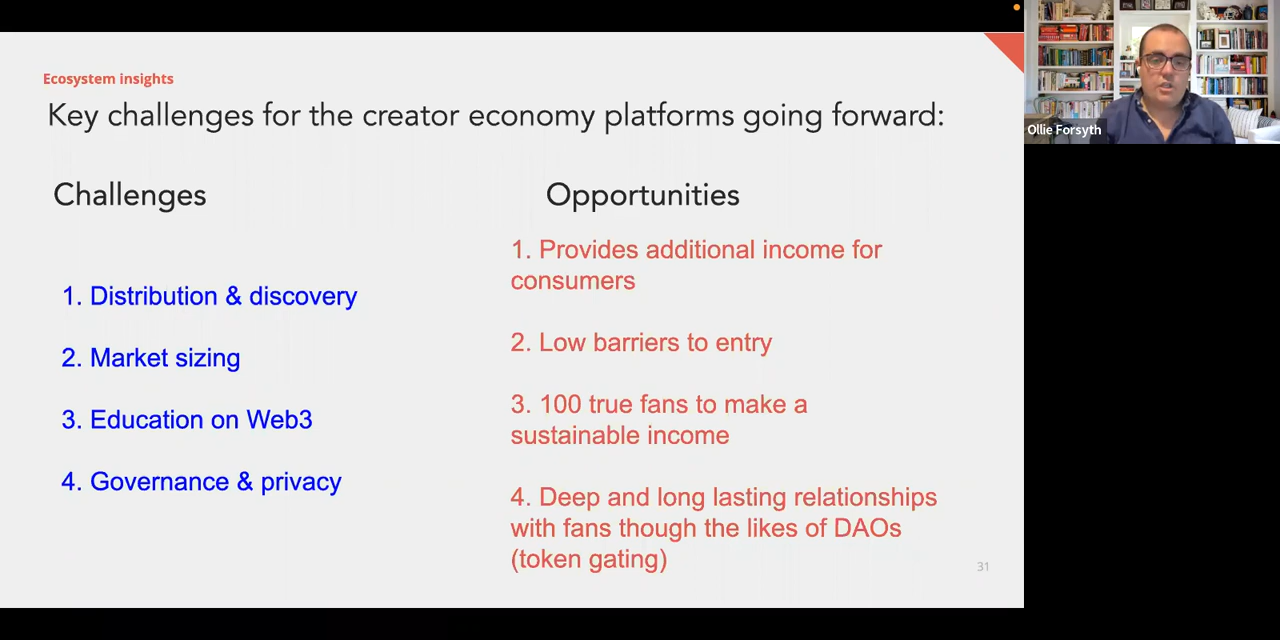 Ecosystem insights
Key challenges for the creator economy platforms going forward:
Challenges
1. Distribution & discovery
2. Market sizing
3. Education on Web3
4. Governance & privacy
Opportunities
1. Provides additional income for
consumers
2. Low barriers to entry
3. 100 true fans to make a
sustainable income
4. Deep and long lasting relationships
with fans though the likes of DAOs
(token gating)
31
Ollie Forsyth